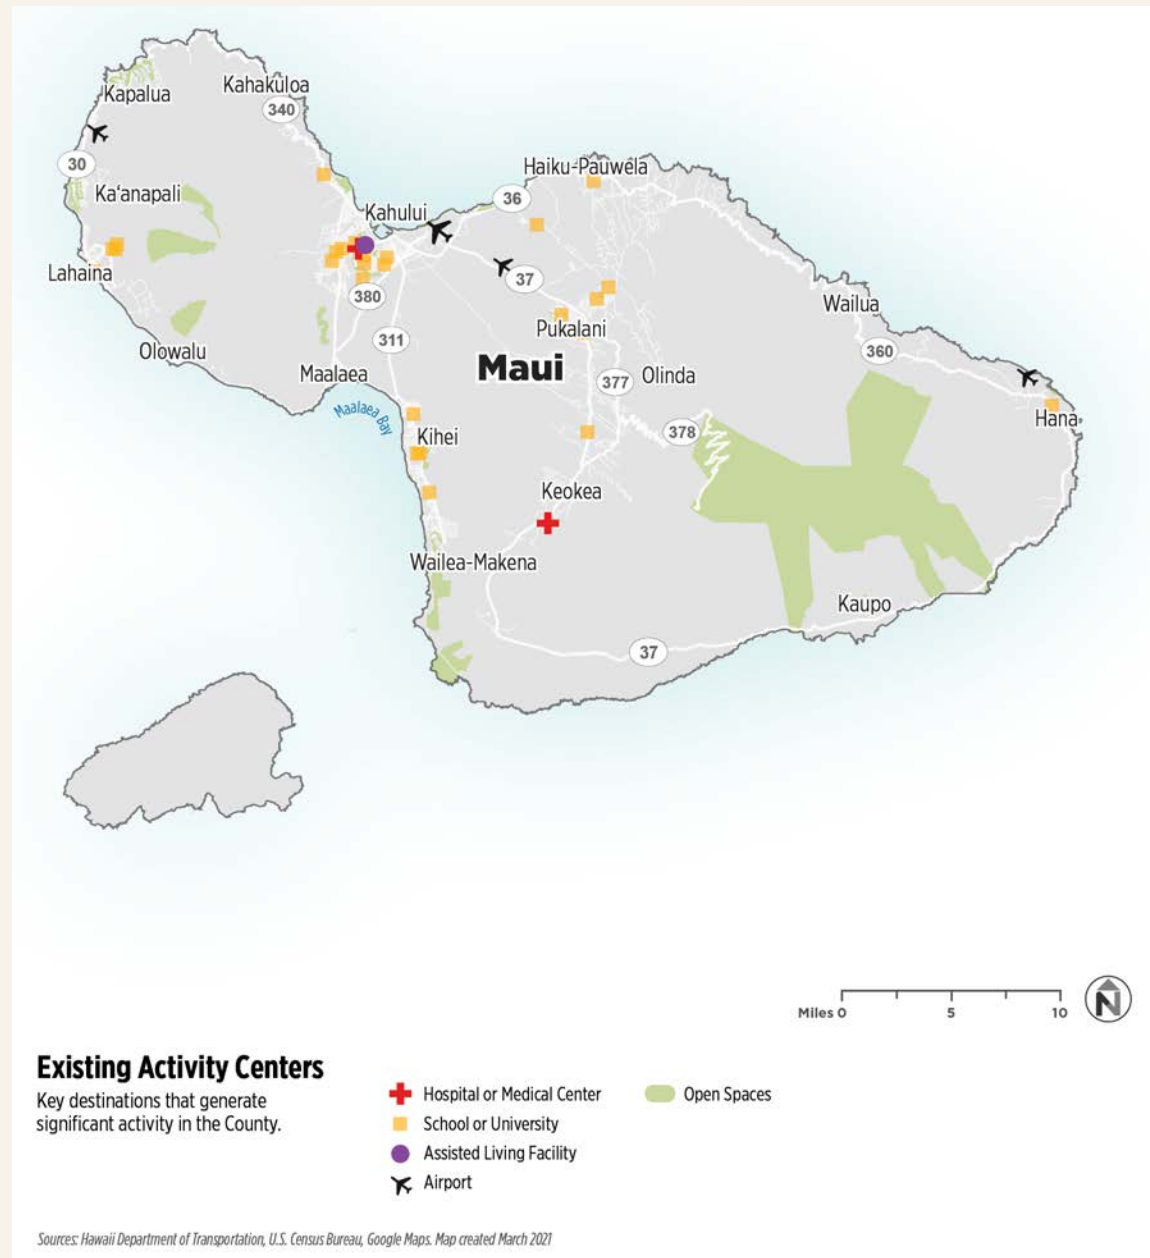 Kahakuloa
Kapalua
340
30
Haiku-Pauwela
Ka‘anapali
36
Kahului
Lahaina
37
380
Wailua
Pukalani
311
Olowalu
360
Maalaea
Maui
377
Olinda
Maalaea Bay
Hana
378
Kihei
Keokea
Wailea-Makena
Kaupo
37
Miles 0 5 10
N
Existing Activity Centers
Key destinations that generate
significant activity in the County.
Hospital or Medical Center
School or University
Assisted Living Facility
Airport
Open Spaces
Sources: Hawaii Department of Transportation, U.S. Census Bureau, Google Maps. Map created March 2021